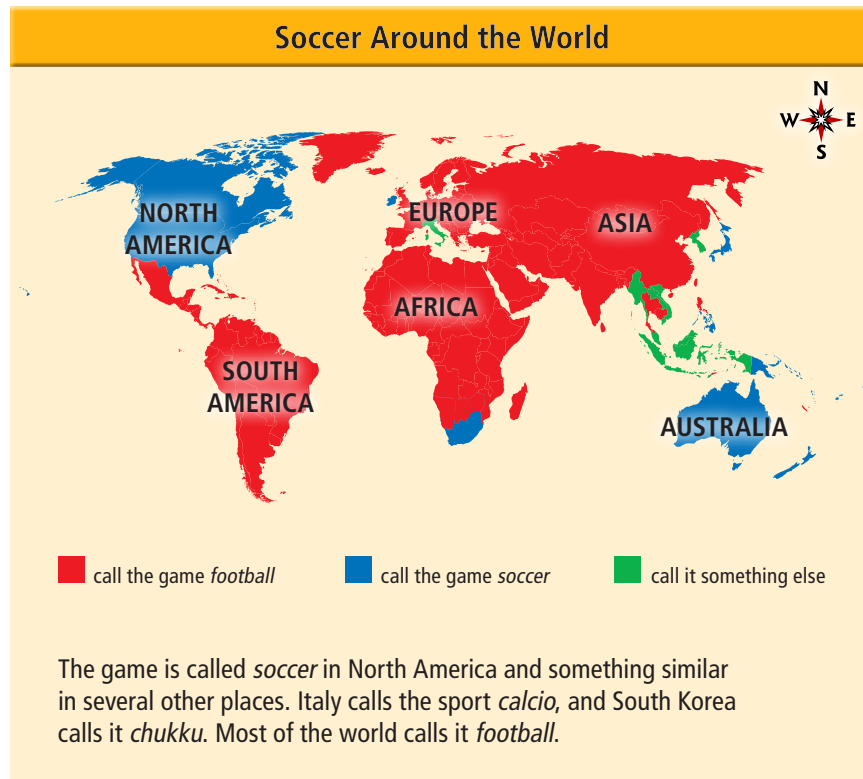 Soccer Around the World
N
W E
S
NORTH
AMERICA
EUROPE
ASIA
AFRICA
SOUTH
AMERICA
AUSTRALIA
call the game football
call the game soccer
call it something else
The game is called soccer in North America and something similar
in several other places. Italy calls the sport calcio, and South Korea
calls it chukku. Most of the world calls it football.